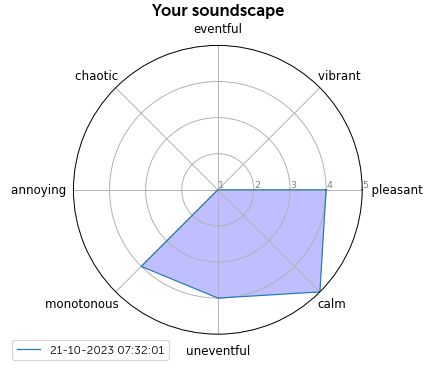 Your soundscape
eventful
chaotic
vibrant
annoying
1 2 3 4 5
pleasant
monotonous
calm
uneventful
21-10-2023 07:32:01